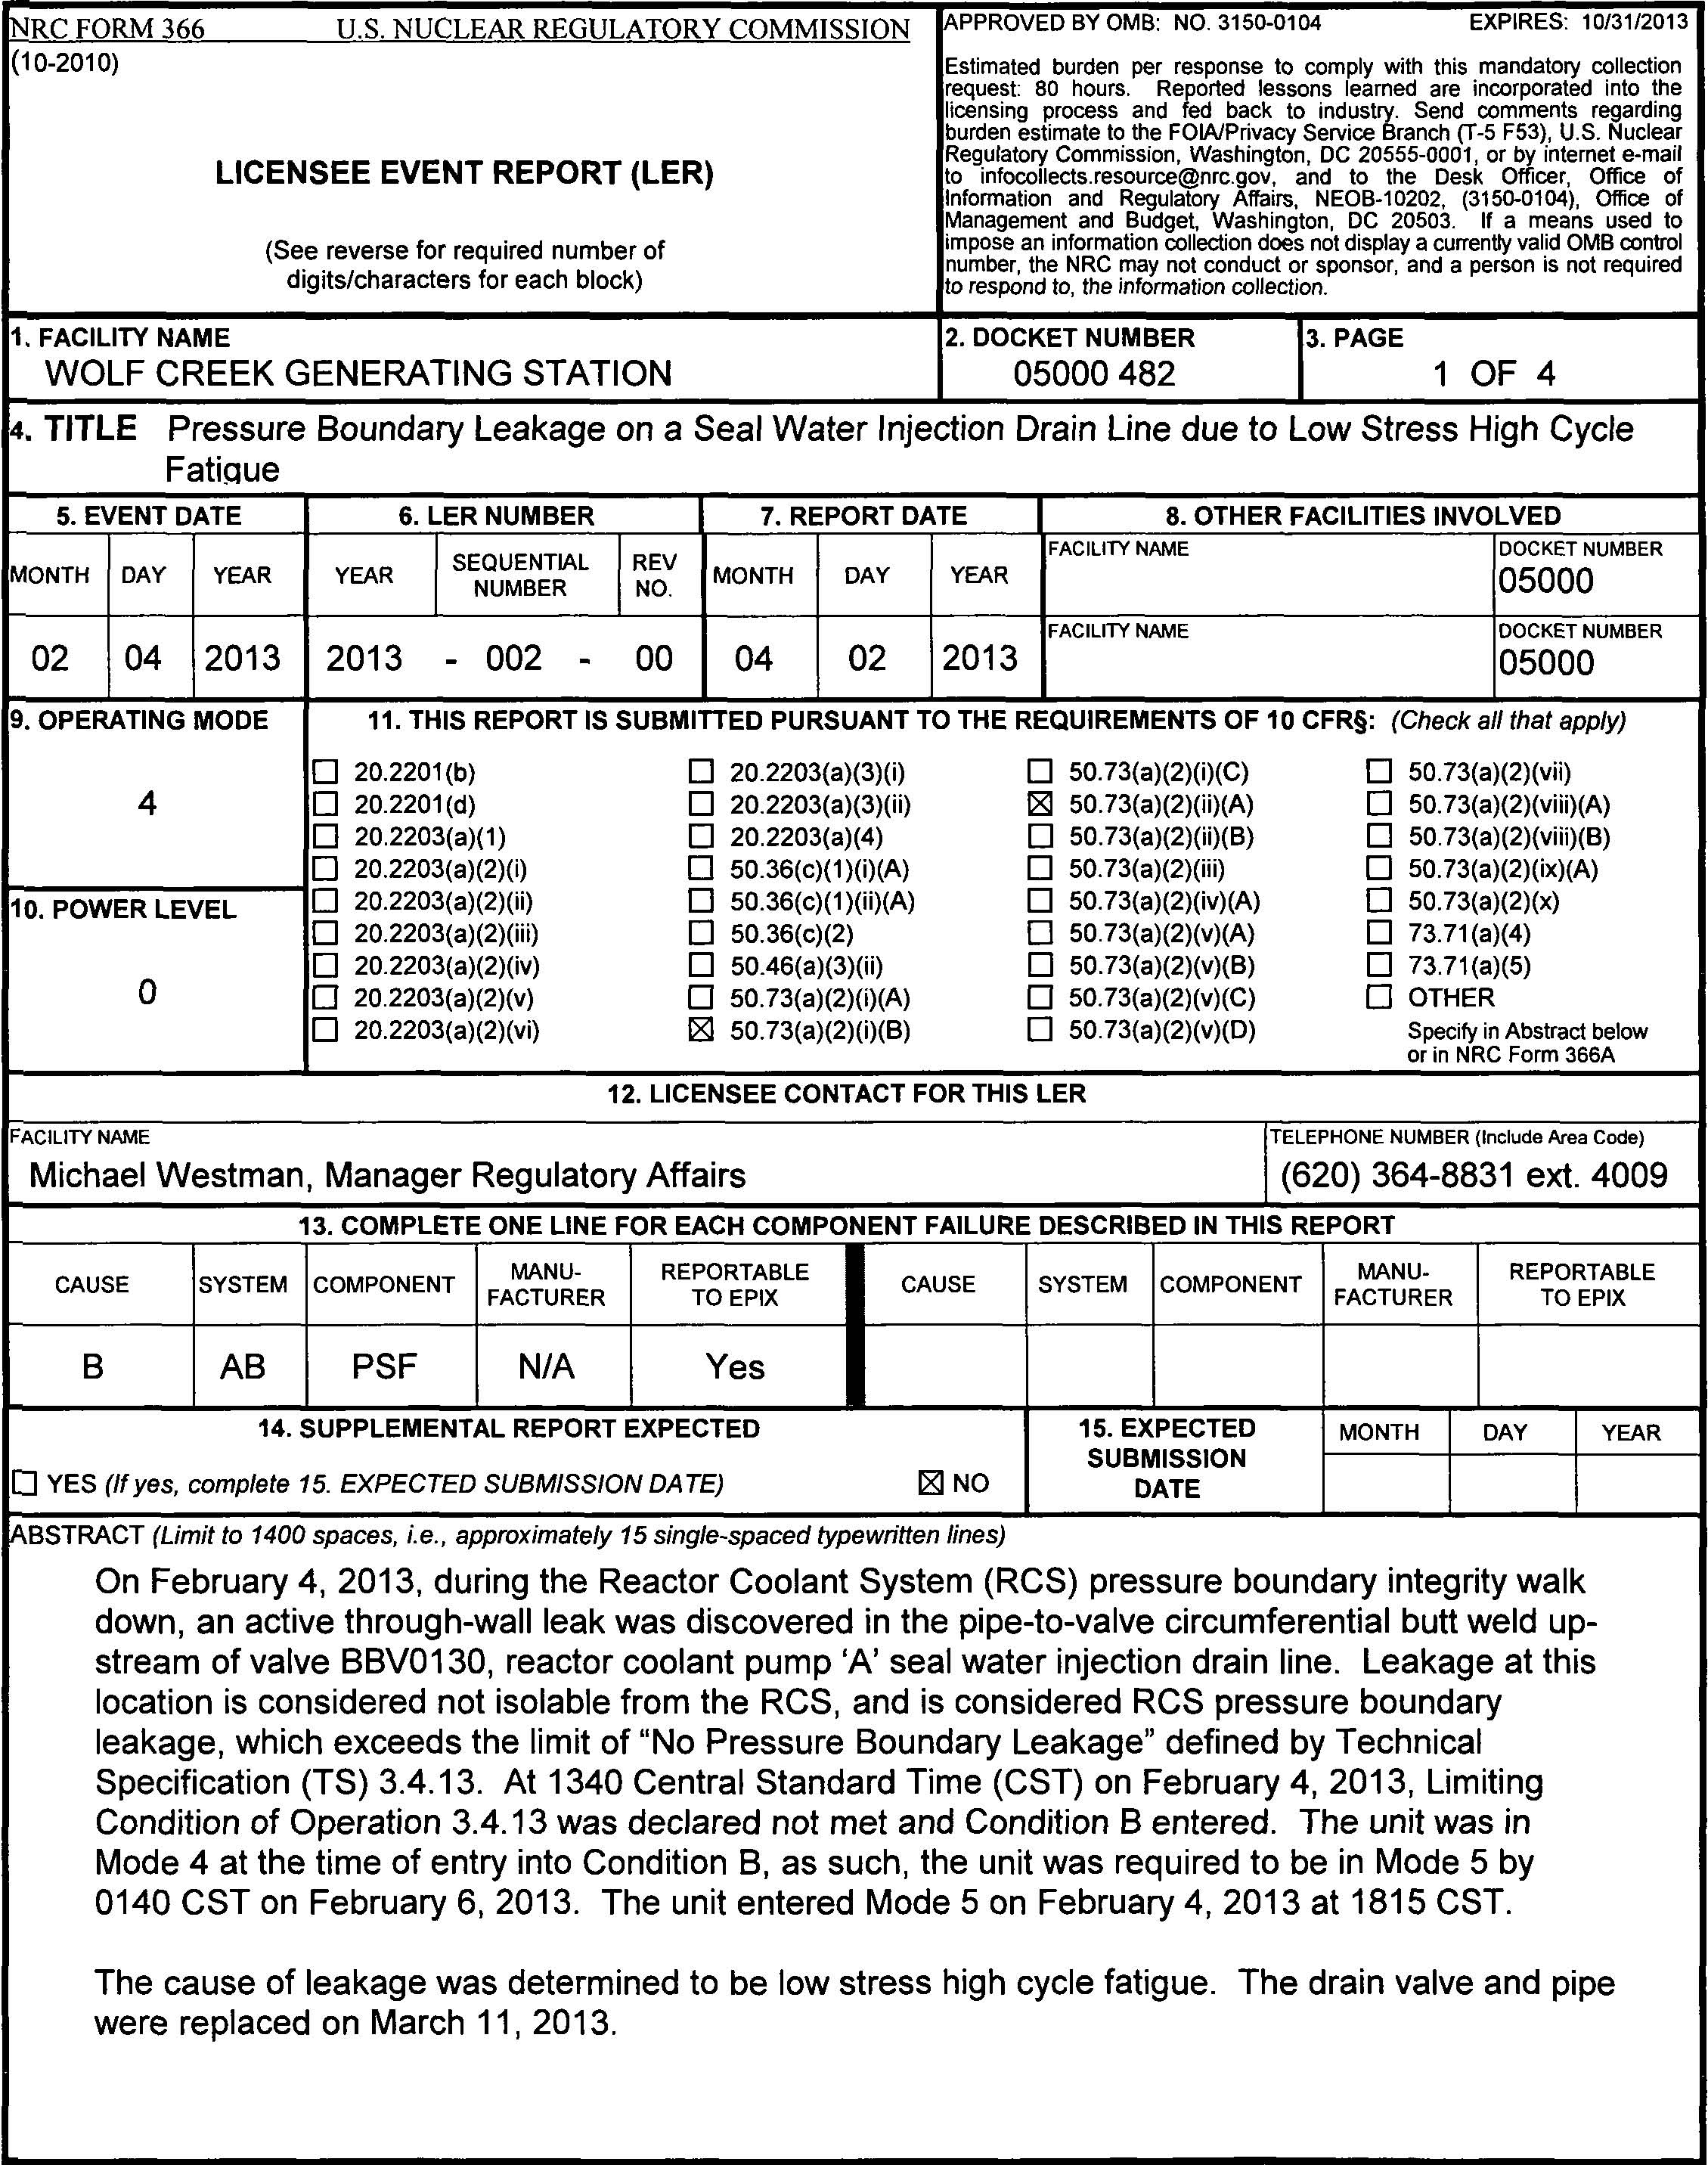 NRC FORM 366 U.S. NUCLEAR REGULATORY COMMISSION
(10-2010)
LICENSEE EVENT REPORT (LER)
(See reverse for required number of
digits/characters for each block)
APPROVED BY OMB: NO. 3150-0104 EXPIRES: 10/31/2013
Estimated burden per response to comply with this mandatory collection
request: 80 hours. Reported lessons learned are incorporated into the
licensing process and fed back to industry. Send comments regarding
burden estimate to the FOIA/Privacy Service Branch (T-5 F53), U.S. Nuclear
Regulatory Commission, Washington, DC 20555-0001, or by internet e-mail
to infocollects.resource@nrc.gov, and to the Desk Officer, Office of
Information and Regulatory Affairs, NEOB-10202, (3150-0104), Office of
Management and Budget, Washington, DC 20503. If a means used to
impose an information collection does not display a currently valid OMB control
number, the NRC may not conduct or sponsor, and a person is not required
to respond to, the information collection.
1. FACILITY NAME
WOLF CREEK GENERATING STATION
2. DOCKET NUMBER
05000 482
3. PAGE
1 OF 4
4. TITLE Pressure Boundary Leakage on a Seal Water Injection Drain Line due to Low Stress High Cycle
Fatigue
5. EVENT DATE 6. LER NUMBER 7. REPORT DATE 8. OTHER FACILITIES INVOLVED
MONTH DAY YEAR YEAR SEQUENTIAL NUMBER REV NO. MONTH DAY YEAR
FACILITY NAME DOCKET NUMBER
05000
02 04 2013 2013 - 002 - 00 04 02 2013
FACILITY NAME DOCKET NUMBER
05000
9. OPERATING MODE
4
10. POWER LEVEL
0
11. THIS REPORT IS SUBMITTED PURSUANT TO THE REQUIREMENTS OF 10 CFR§: (Check all that apply)
☐ 20.2201(b) ☐ 20.2203(a)(3)(i) ☐ 50.73(a)(2)(i)(C) ☐ 50.73(a)(2)(vii)
☐ 20.2201(d) ☐ 20.2203(a)(3)(ii) ☒ 50.73(a)(2)(ii)(A) ☐ 50.73(a)(2)(viii)(A)
☐ 20.2203(a)(1) ☐ 20.2203(a)(4) ☐ 50.73(a)(2)(ii)(B) ☐ 50.73(a)(2)(viii)(B)
☐ 20.2203(a)(2)(i) ☐ 50.36(c)(1)(i)(A) ☐ 50.73(a)(2)(iii) ☐ 50.73(a)(2)(ix)(A)
☐ 20.2203(a)(2)(ii) ☐ 50.36(c)(1)(ii)(A) ☐ 50.73(a)(2)(iv)(A) ☐ 50.73(a)(2)(x)
☐ 20.2203(a)(2)(iii) ☐ 50.36(c)(2) ☐ 50.73(a)(2)(v)(A) ☐ 73.71(a)(4)
☐ 20.2203(a)(2)(iv) ☐ 50.46(a)(3)(ii) ☐ 50.73(a)(2)(v)(B) ☐ 73.71(a)(5)
☐ 20.2203(a)(2)(v) ☐ 50.73(a)(2)(i)(A) ☐ 50.73(a)(2)(v)(C) ☐ OTHER
☐ 20.2203(a)(2)(vi) ☒ 50.73(a)(2)(i)(B) ☐ 50.73(a)(2)(v)(D) Specify in Abstract below
or in NRC Form 366A
12. LICENSEE CONTACT FOR THIS LER
FACILITY NAME
Michael Westman, Manager Regulatory Affairs
TELEPHONE NUMBER (Include Area Code)
(620) 364-8831 ext. 4009
13. COMPLETE ONE LINE FOR EACH COMPONENT FAILURE DESCRIBED IN THIS REPORT
CAUSE SYSTEM COMPONENT MANU-FACTURER REPORTABLE TO EPIX CAUSE SYSTEM COMPONENT MANU-FACTURER REPORTABLE TO EPIX
B AB PSF N/A Yes
14. SUPPLEMENTAL REPORT EXPECTED
☐ YES (If yes, complete 15. EXPECTED SUBMISSION DATE) ☒ NO
15. EXPECTED
SUBMISSION
DATE
MONTH DAY YEAR
ABSTRACT (Limit to 1400 spaces, i.e., approximately 15 single-spaced typewritten lines)
On February 4, 2013, during the Reactor Coolant System (RCS) pressure boundary integrity walk
down, an active through-wall leak was discovered in the pipe-to-valve circumferential butt weld up-
stream of valve BBV0130, reactor coolant pump ‘A’ seal water injection drain line. Leakage at this
location is considered not isolable from the RCS, and is considered RCS pressure boundary
leakage, which exceeds the limit of “No Pressure Boundary Leakage” defined by Technical
Specification (TS) 3.4.13. At 1340 Central Standard Time (CST) on February 4, 2013, Limiting
Condition of Operation 3.4.13 was declared not met and Condition B entered. The unit was in
Mode 4 at the time of entry into Condition B, as such, the unit was required to be in Mode 5 by
0140 CST on February 6, 2013. The unit entered Mode 5 on February 4, 2013 at 1815 CST.
The cause of leakage was determined to be low stress high cycle fatigue. The drain valve and pipe
were replaced on March 11, 2013.